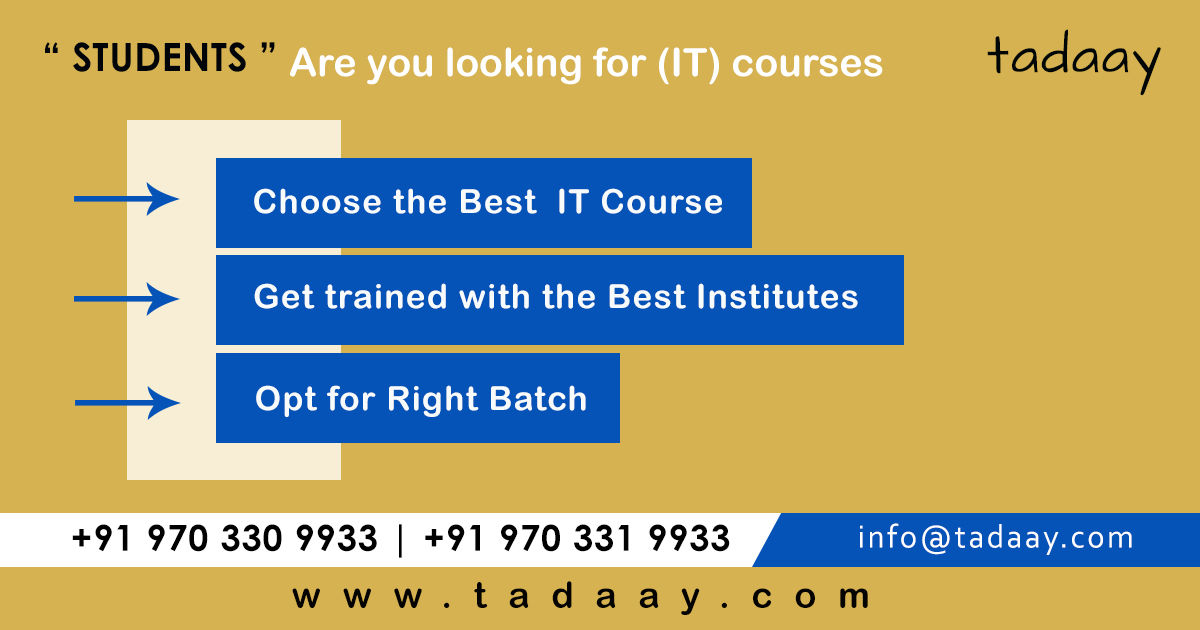 “ STUDENTS ” Are you looking for (IT) courses
tadaay
Choose the Best IT Course
Get trained with the Best Institutes
Opt for Right Batch
+91 970 330 9933 | +91 970 331 9933
info@tadaay.com
www.tadaay.com